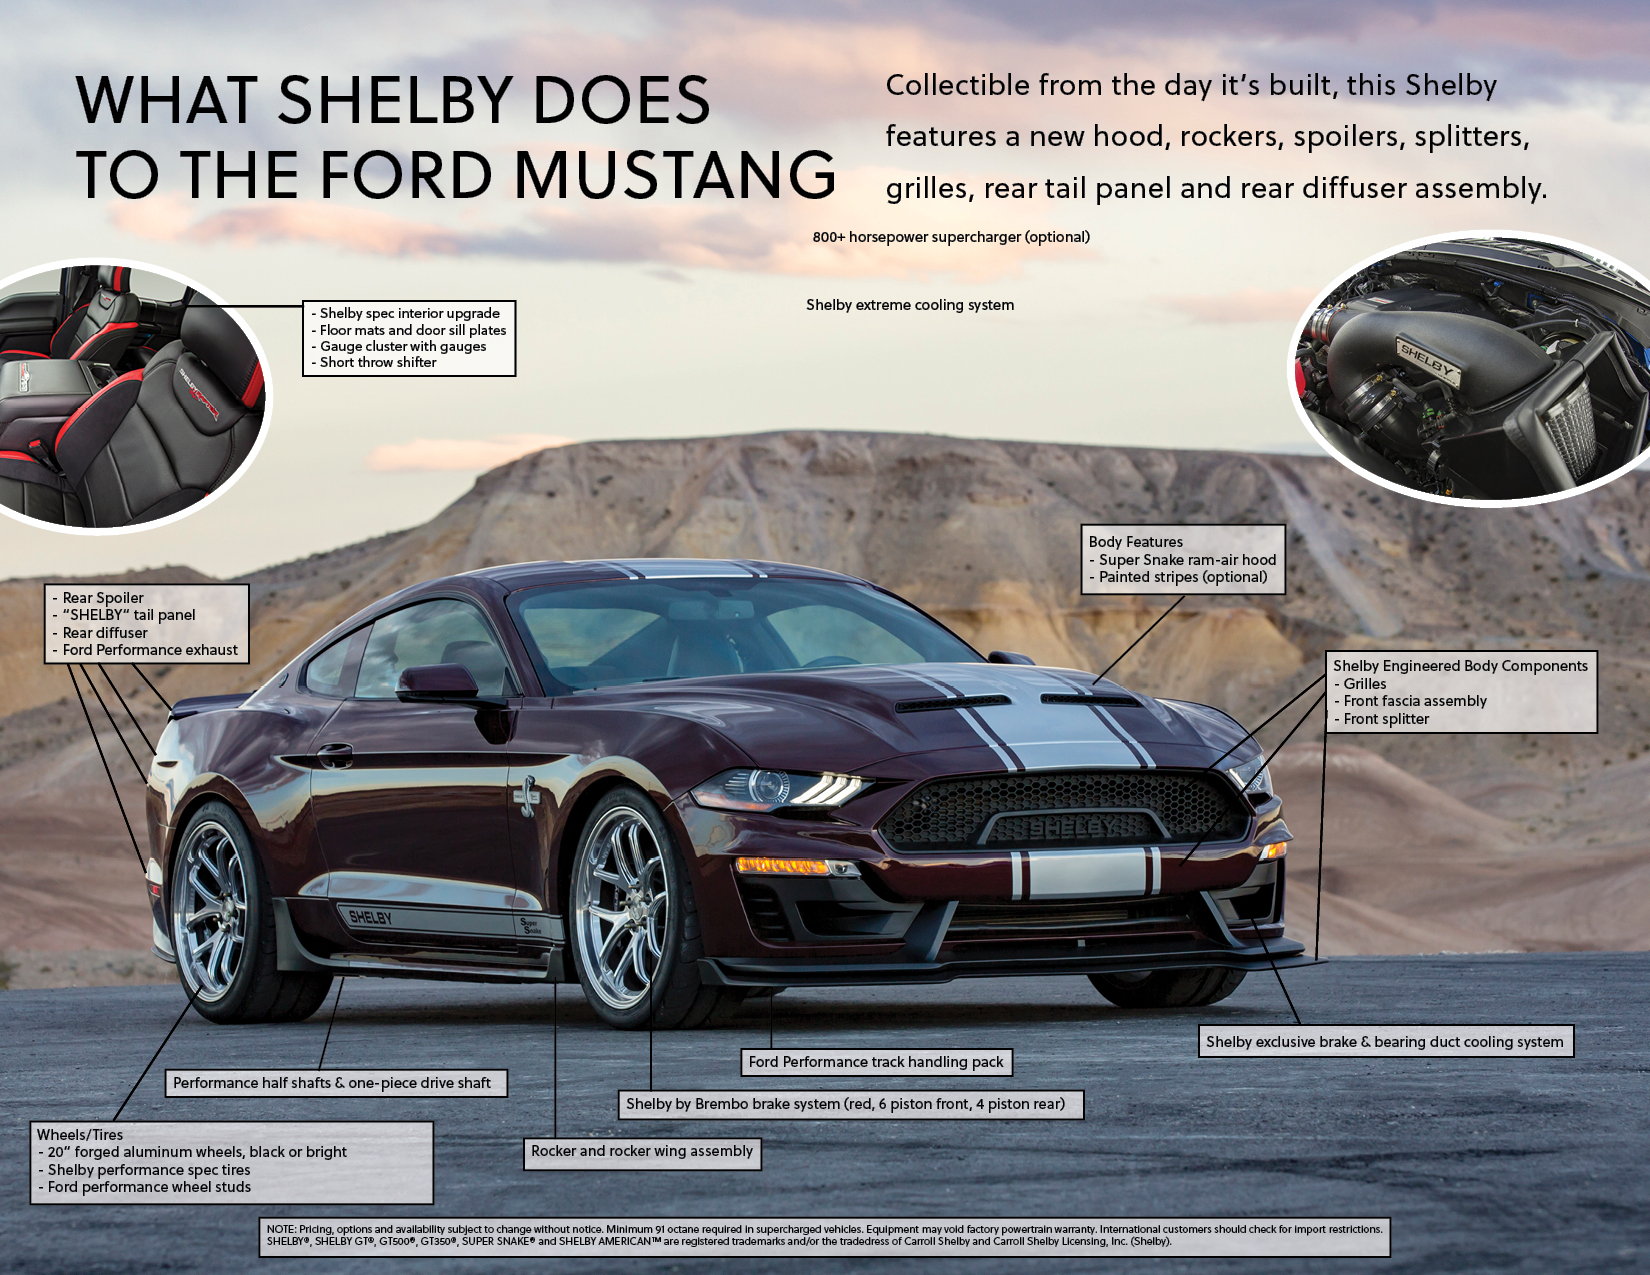 WHAT SHELBY DOES
TO THE FORD MUSTANG
Collectible from the day it’s built, this Shelby
features a new hood, rockers, spoilers, splitters,
grilles, rear tail panel and rear diffuser assembly.
800+ horsepower supercharger (optional)
Shelby extreme cooling system
- Shelby spec interior upgrade
- Floor mats and door sill plates
- Gauge cluster with gauges
- Short throw shifter
SHELBY
SHELBY
Body Features
- Super Snake ram-air hood
- Painted stripes (optional)
- Rear Spoiler
- “SHELBY“ tail panel
- Rear diffuser
- Ford Performance exhaust
Shelby Engineered Body Components
- Grilles
- Front fascia assembly
- Front splitter
SHELBY
SHELBY
Super
Snake
Shelby exclusive brake & bearing duct cooling system
Ford Performance track handling pack
Performance half shafts & one-piece drive shaft
Shelby by Brembo brake system (red, 6 piston front, 4 piston rear)
Wheels/Tires
- 20“ forged aluminum wheels, black or bright
- Shelby performance spec tires
- Ford performance wheel studs
Rocker and rocker wing assembly
NOTE: Pricing, options and availability subject to change without notice. Minimum 91 octane required in supercharged vehicles. Equipment may void factory powertrain warranty. International customers should check for import restrictions.
SHELBY®, SHELBY GT®, GT500®, GT350®, SUPER SNAKE® and SHELBY AMERICAN™ are registered trademarks and/or the tradedress of Carroll Shelby and Carroll Shelby Licensing, Inc. (Shelby).